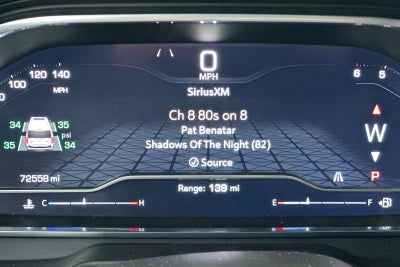 0
MPH
120 140
100
MPH
6 5
SiriusXM
Ch 8 80s on 8
Pat Benatar
Shadows Of The Night (82)
Source
34 35
psi
35 34
W
N
P
72558 mi
Range: 139 mi
C H
E F